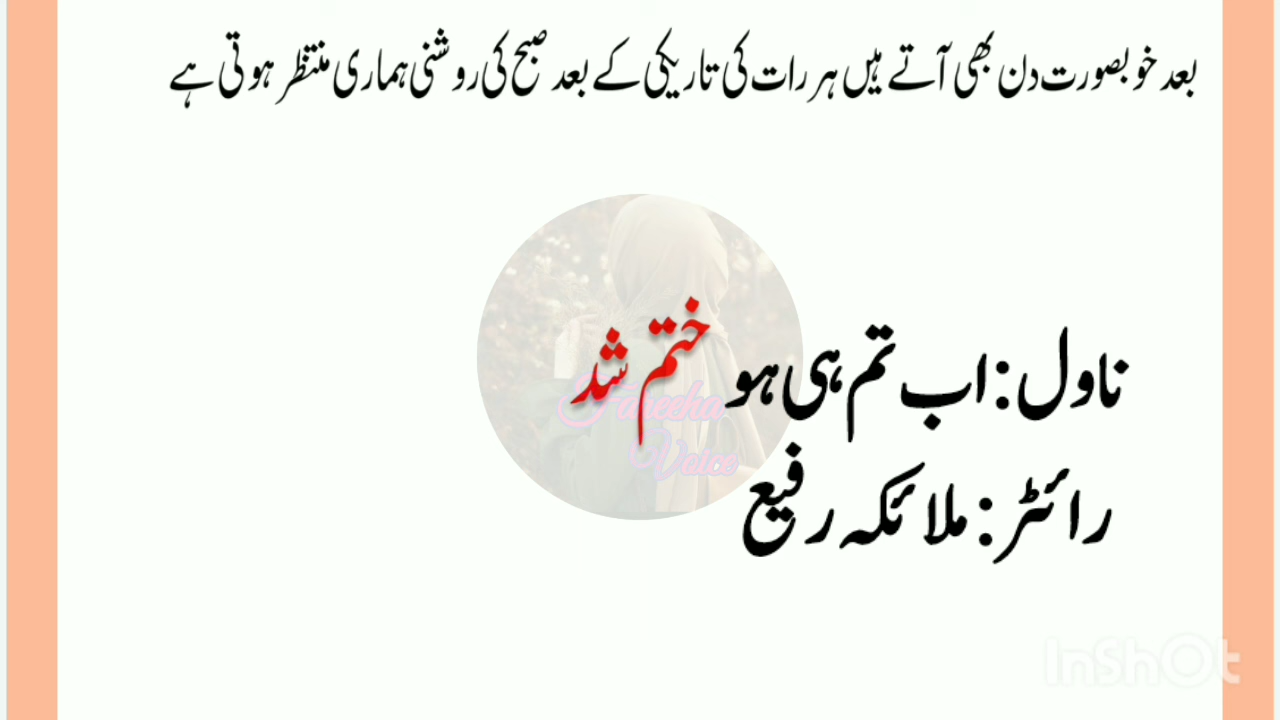 بعد خوبصورت دن بھی آتے ہیں ہر رات کی تاریکی کے بعد صبح کی روشنی ہماری منتظر ہوتی ہے
ناول: اب تم ہی ہو
ختم شد
Fabeeha
Voice
رائٹر: ملائکہ رفیع
InShOt